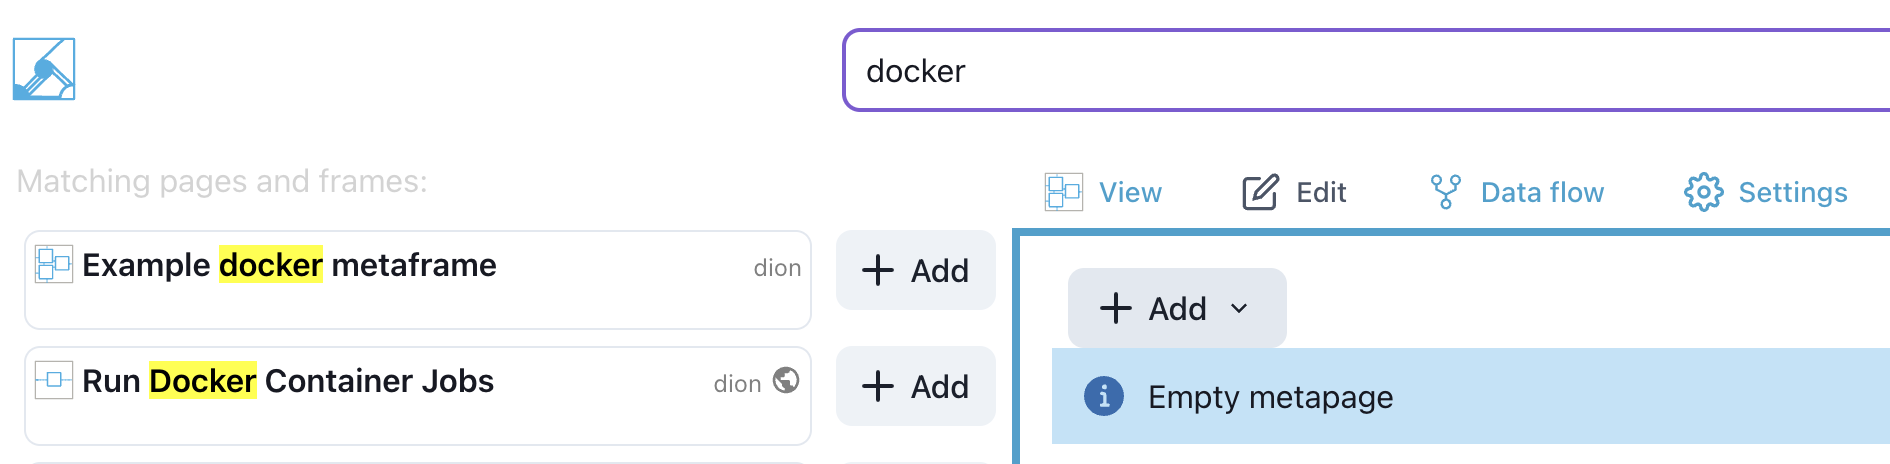 docker
Matching pages and frames:
View
Edit
Data flow
Settings
Example docker metaframe
dion
Add
Run Docker Container Jobs
dion
Add
Add
Empty metapage